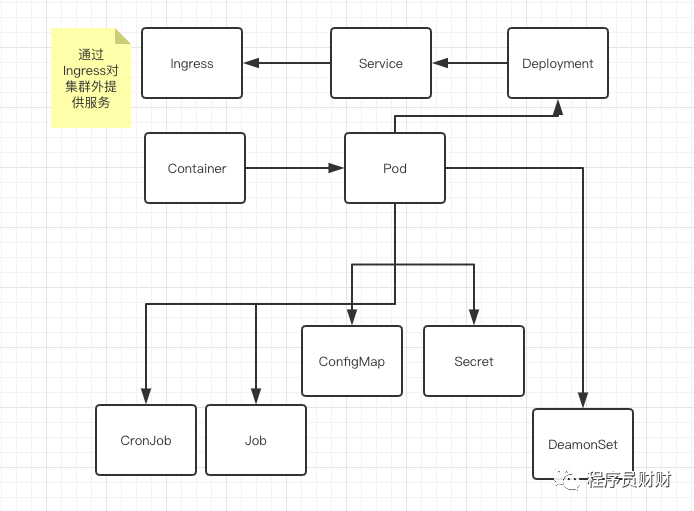 通过
Ingress对
集群外提
供服务
Ingress
Service
Deployment
Container
Pod
ConfigMap
Secret
CronJob
Job
DeamonSet
程序员财财